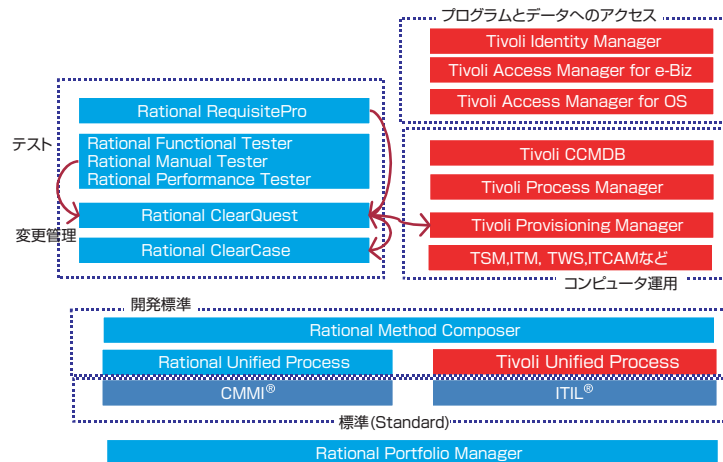 プログラムとデータへのアクセス
Tivoli Identity Manager
Tivoli Access Manager for e-Biz
Tivoli Access Manager for OS
テスト
変更管理
Rational RequisitePro
Rational Functional Tester
Rational Manual Tester
Rational Performance Tester
Rational ClearQuest
Rational ClearCase
Tivoli CCMDB
Tivoli Process Manager
Tivoli Provisioning Manager
TSM,ITM, TWS,ITCAMなど
コンピュータ運用
開発標準
Rational Method Composer
Rational Unified Process
Tivoli Unified Process
CMMI®
ITIL®
標準(Standard)
Rational Portfolio Manager